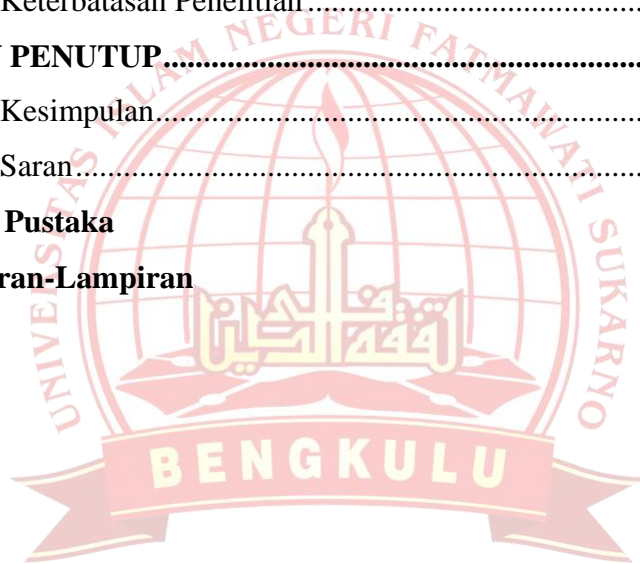 Keterbatasan Penelitian.......................................................
V PENUTUP.......................................................................
Kesimpulan.........................................................................
Saran...................................................................................
Pustaka
ran-Lampiran
UNIVERSITAS ISLAM NEGERI FATMAWATI SUKARNO
BENGKULU